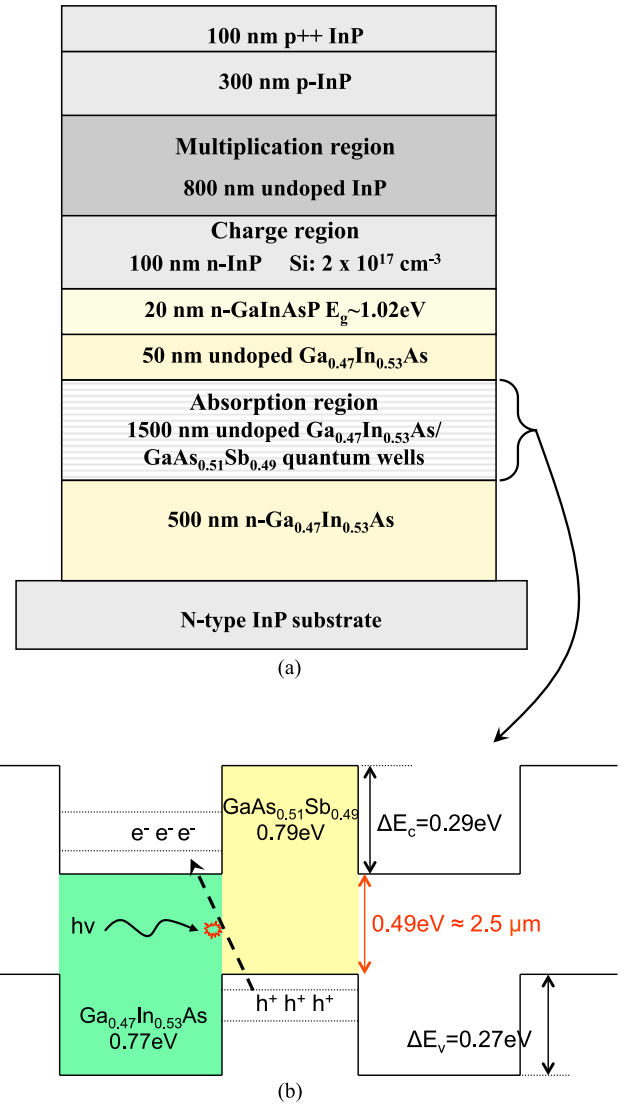 100 nm p++ InP
300 nm p-InP
Multiplication region
800 nm undoped InP
Charge region
100 nm n-InP Si: 2 x 10¹⁷ cm⁻³
20 nm n-GaInAsP E_g~1.02eV
50 nm undoped Ga₀.₄₇In₀.₅₃As
Absorption region
1500 nm undoped Ga₀.₄₇In₀.₅₃As/
GaAs₀.₅₁Sb₀.₄₉ quantum wells
500 nm n-Ga₀.₄₇In₀.₅₃As
N-type InP substrate
(a)
GaAs₀.₅₁Sb₀.₄₉
0.79eV
e⁻ e⁻ e⁻
ΔE_c=0.29eV
hν
0.49eV ≈ 2.5 μm
h⁺ h⁺ h⁺
Ga₀.₄₇In₀.₅₃As
0.77eV
ΔE_v=0.27eV
(b)